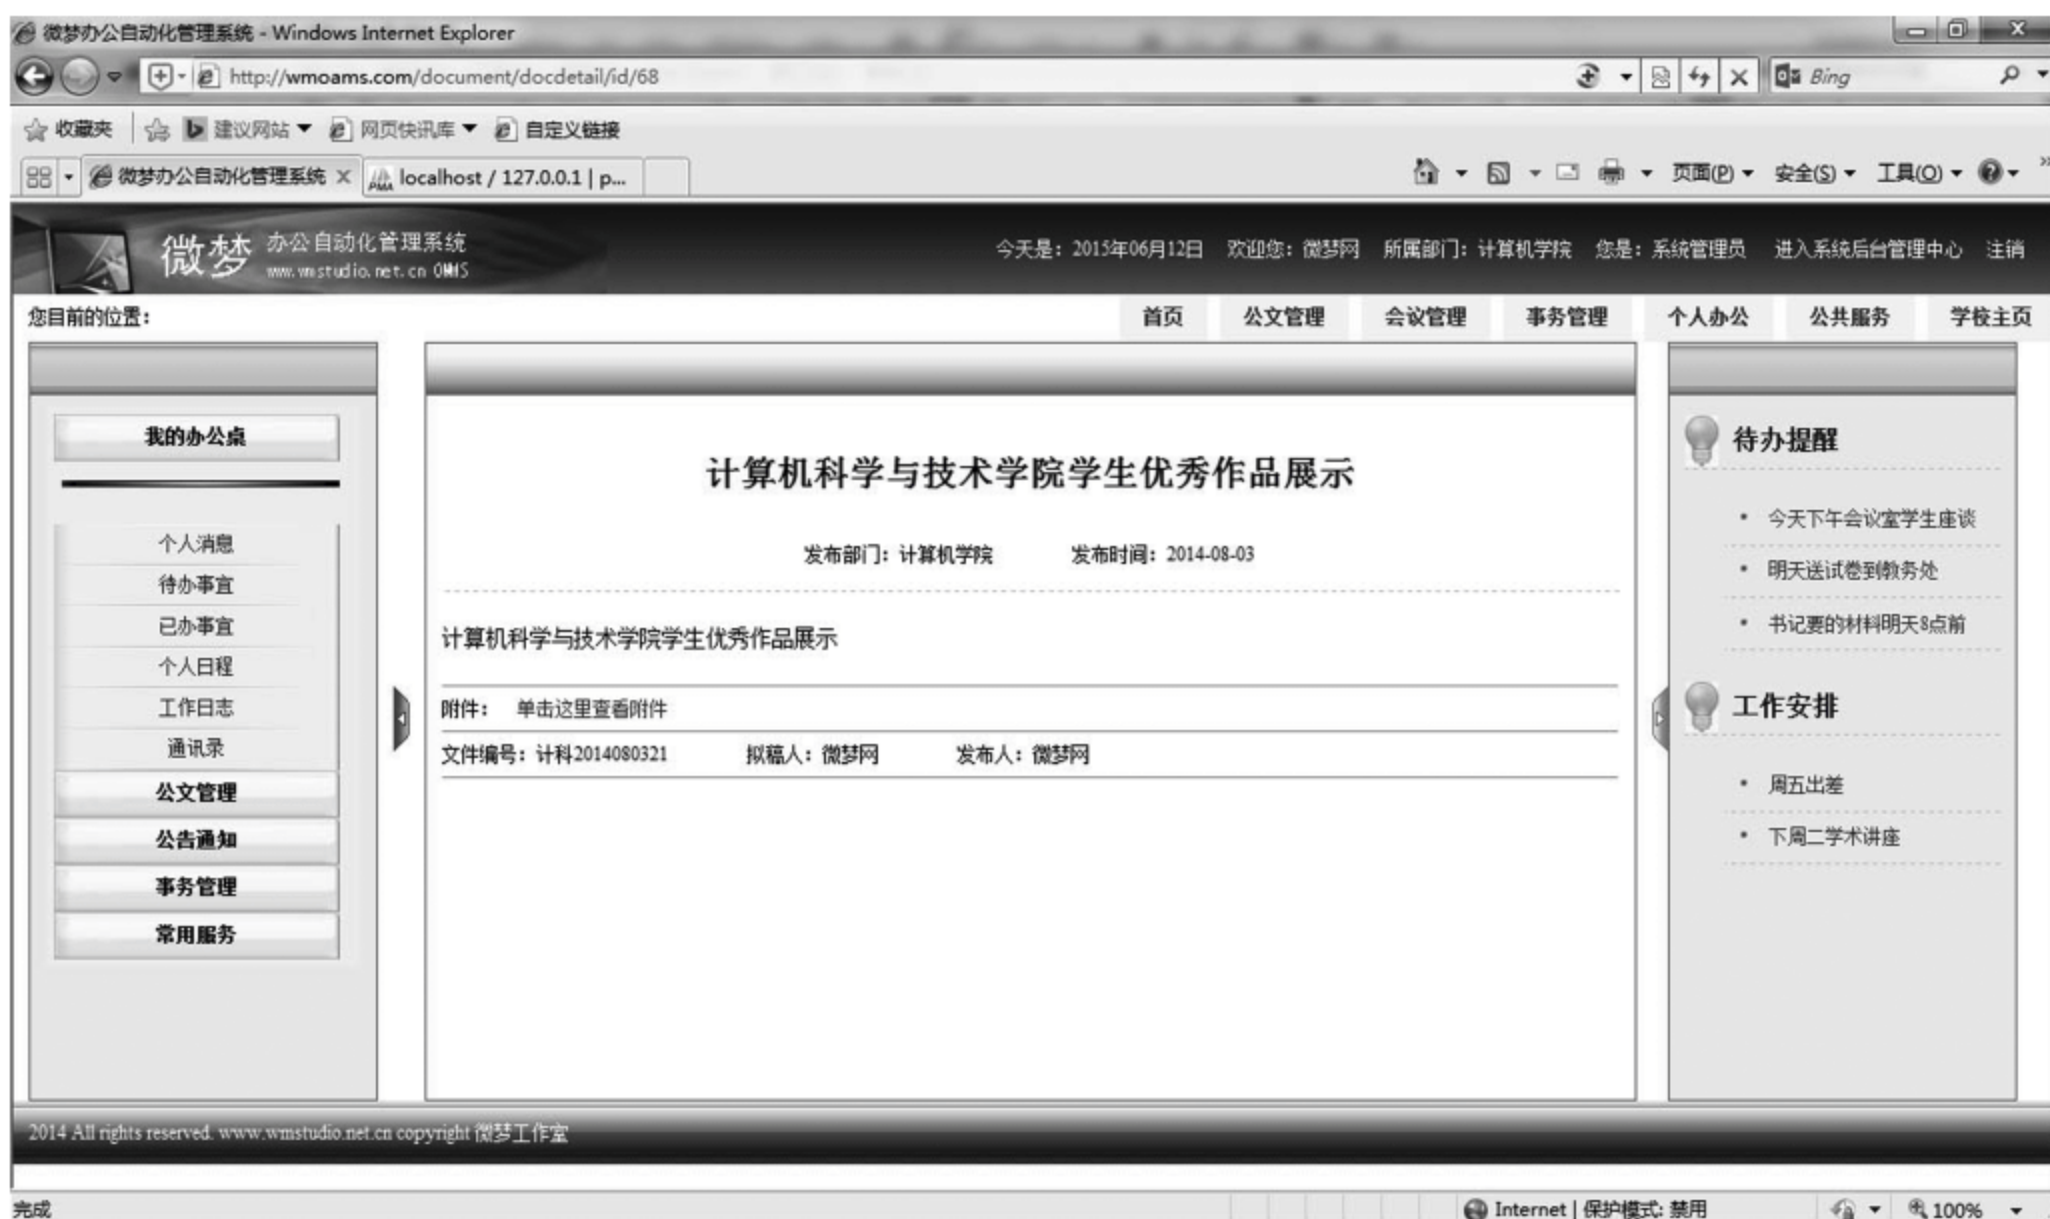 微梦办公自动化管理系统 - Windows Internet Explorer
http://wmoams.com/document/docdetail/id/68
Bing
收藏夹 建议网站 网页快讯库 自定义链接
微梦办公自动化管理系统 localhost / 127.0.0.1 | p... 页面(P) 安全(S) 工具(O)
微梦 办公自动化管理系统
www.wmstudio.net.cn OMIS
今天是：2015年06月12日 欢迎您：微梦网 所属部门：计算机学院 您是：系统管理员 进入系统后台管理中心 注销
您目前的位置： 首页 公文管理 会议管理 事务管理 个人办公 公共服务 学校主页
我的办公桌
个人消息
待办事宜
已办事宜
个人日程
工作日志
通讯录
公文管理
公告通知
事务管理
常用服务
计算机科学与技术学院学生优秀作品展示
发布部门：计算机学院 发布时间：2014-08-03
计算机科学与技术学院学生优秀作品展示
附件： 单击这里查看附件
文件编号：计科2014080321 拟稿人：微梦网 发布人：微梦网
待办提醒
今天下午会议室学生座谈
明天送试卷到教务处
书记要的材料明天8点前
工作安排
周五出差
下周二学术讲座
2014 All rights reserved. www.wmstudio.net.cn copyright 微梦工作室
完成 Internet | 保护模式: 禁用 100%